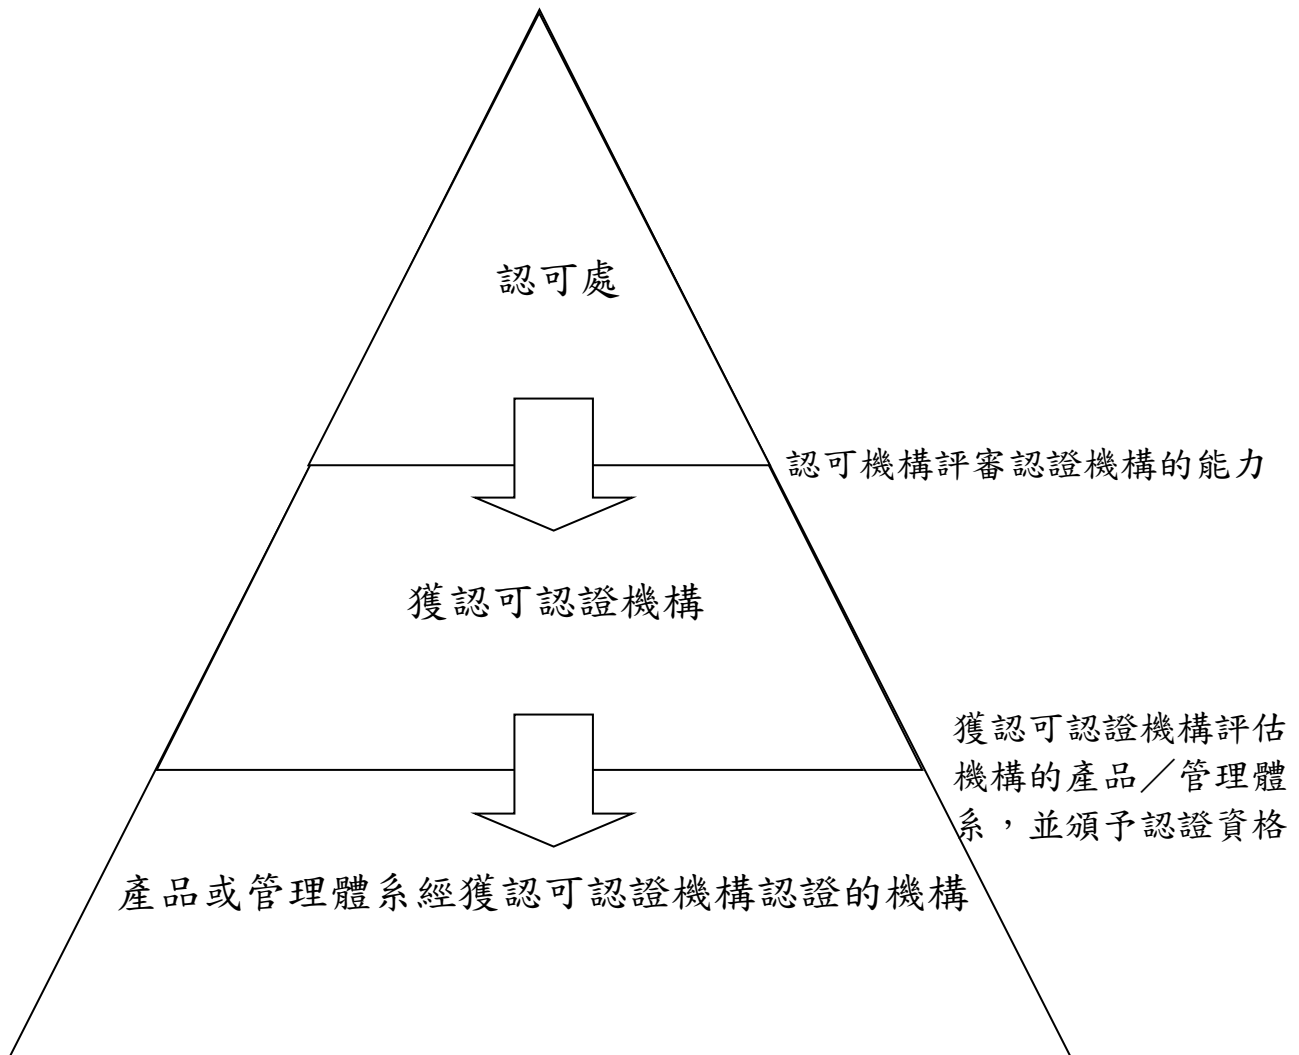 認可處
認可機構評審認證機構的能力
獲認可認證機構
獲認可認證機構評估
機構的產品／管理體
系，並頒予認證資格
產品或管理體系經獲認可認證機構認證的機構